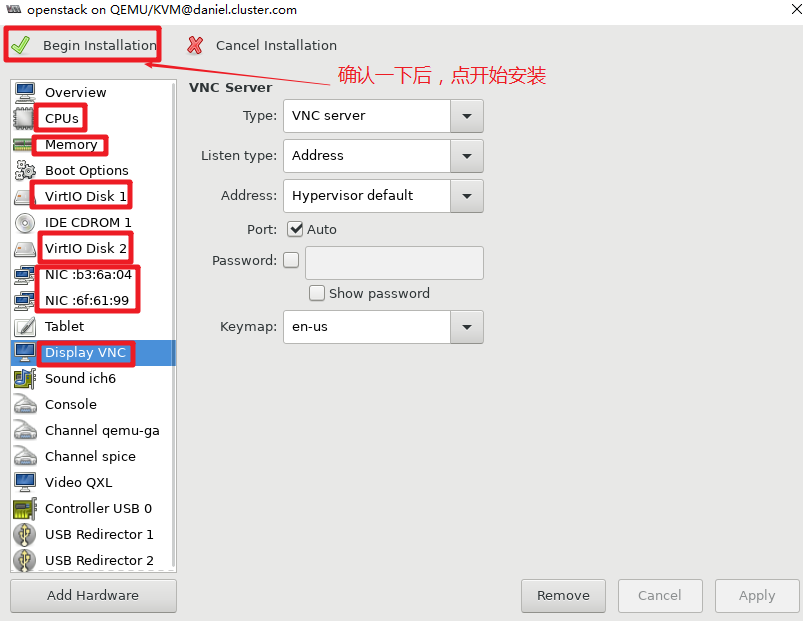 openstack on QEMU/KVM@daniel.cluster.com
Begin Installation
Cancel Installation
确认一下后，点开始安装
Overview
CPUs
Memory
Boot Options
VirtIO Disk 1
IDE CDROM 1
VirtIO Disk 2
NIC :b3:6a:04
NIC :6f:61:99
Tablet
Display VNC
Sound ich6
Console
Channel qemu-ga
Channel spice
Video QXL
Controller USB 0
USB Redirector 1
USB Redirector 2
Add Hardware
VNC Server
Type: VNC server
Listen type: Address
Address: Hypervisor default
Port: Auto
Password:
Show password
Keymap: en-us
Remove
Cancel
Apply